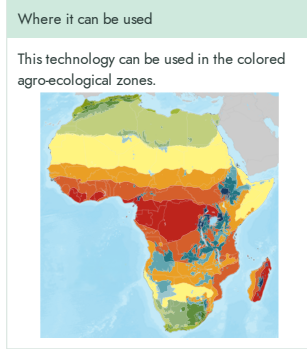 Where it can be used
This technology can be used in the colored
agro-ecological zones.